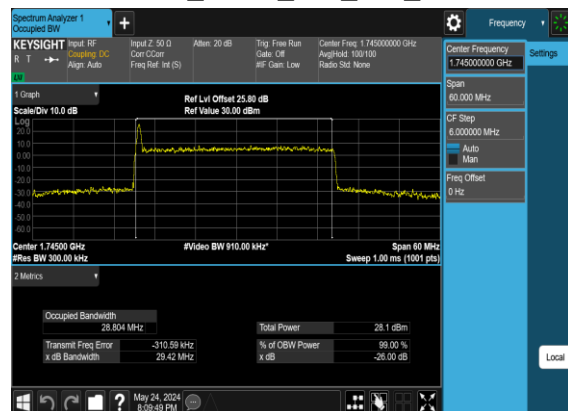 Spectrum Analyzer 1
Occupied BW
+
Frequency
KEYSIGHT Input: RF
R T Coupling: DC
Align: Auto
Input Z: 50 Ω
Corr CCorr
Freq Ref: Int (S)
Atten: 20 dB
Trig: Free Run
Gate: Off
#IF Gain: Low
Center Freq: 1.745000000 GHz
Avg|Hold: 100/100
Radio Std: None
LM
Center Frequency
1.745000000 GHz
Settings
Span
60.000 MHz
CF Step
6.000000 MHz
Auto
Man
Freq Offset
0 Hz
Local
1 Graph
Scale/Div 10.0 dB
Ref Lvl Offset 25.80 dB
Ref Value 30.00 dBm
Log
20.0
10.0
0.00
-10.0
-20.0
-30.0
-40.0
-50.0
-60.0
Center 1.74500 GHz
#Video BW 910.00 kHz*
Span 60 MHz
#Res BW 300.00 kHz
Sweep 1.00 ms (1001 pts)
2 Metrics
Occupied Bandwidth
28.804 MHz
Total Power 28.1 dBm
Transmit Freq Error -310.59 kHz
% of OBW Power 99.00 %
x dB Bandwidth 29.42 MHz
x dB -26.00 dB
? May 24, 2024
8:09:49 PM